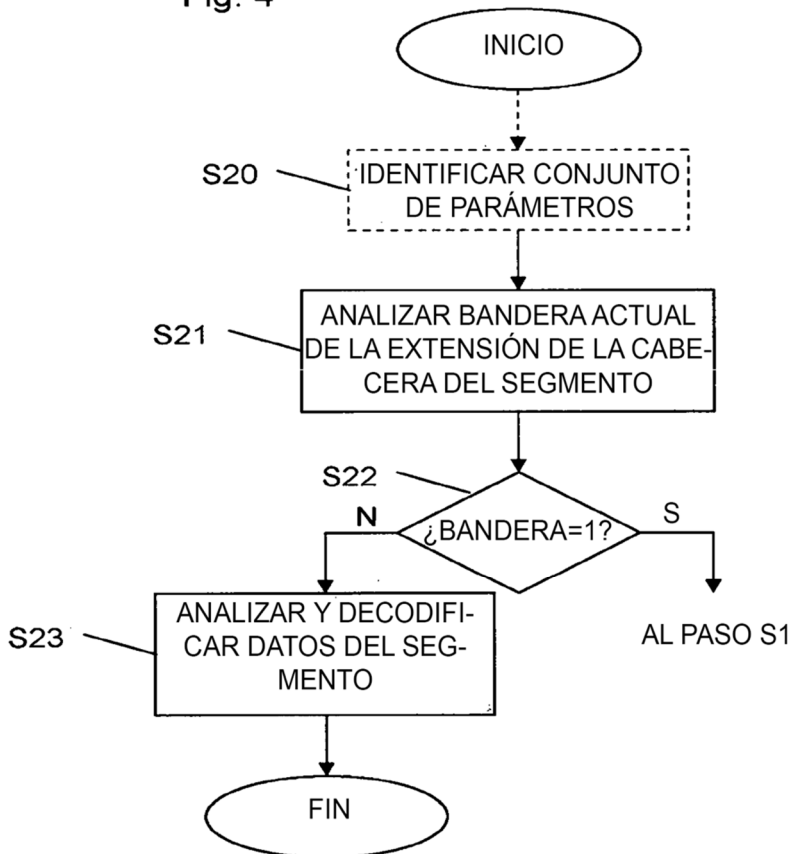 Fig. 4
INICIO
S20
IDENTIFICAR CONJUNTO
DE PARÁMETROS
S21
ANALIZAR BANDERA ACTUAL
DE LA EXTENSIÓN DE LA CABE-
CERA DEL SEGMENTO
S22
N
¿BANDERA=1?
S
S23
ANALIZAR Y DECODIFI-
CAR DATOS DEL SEG-
MENTO
AL PASO S1
FIN